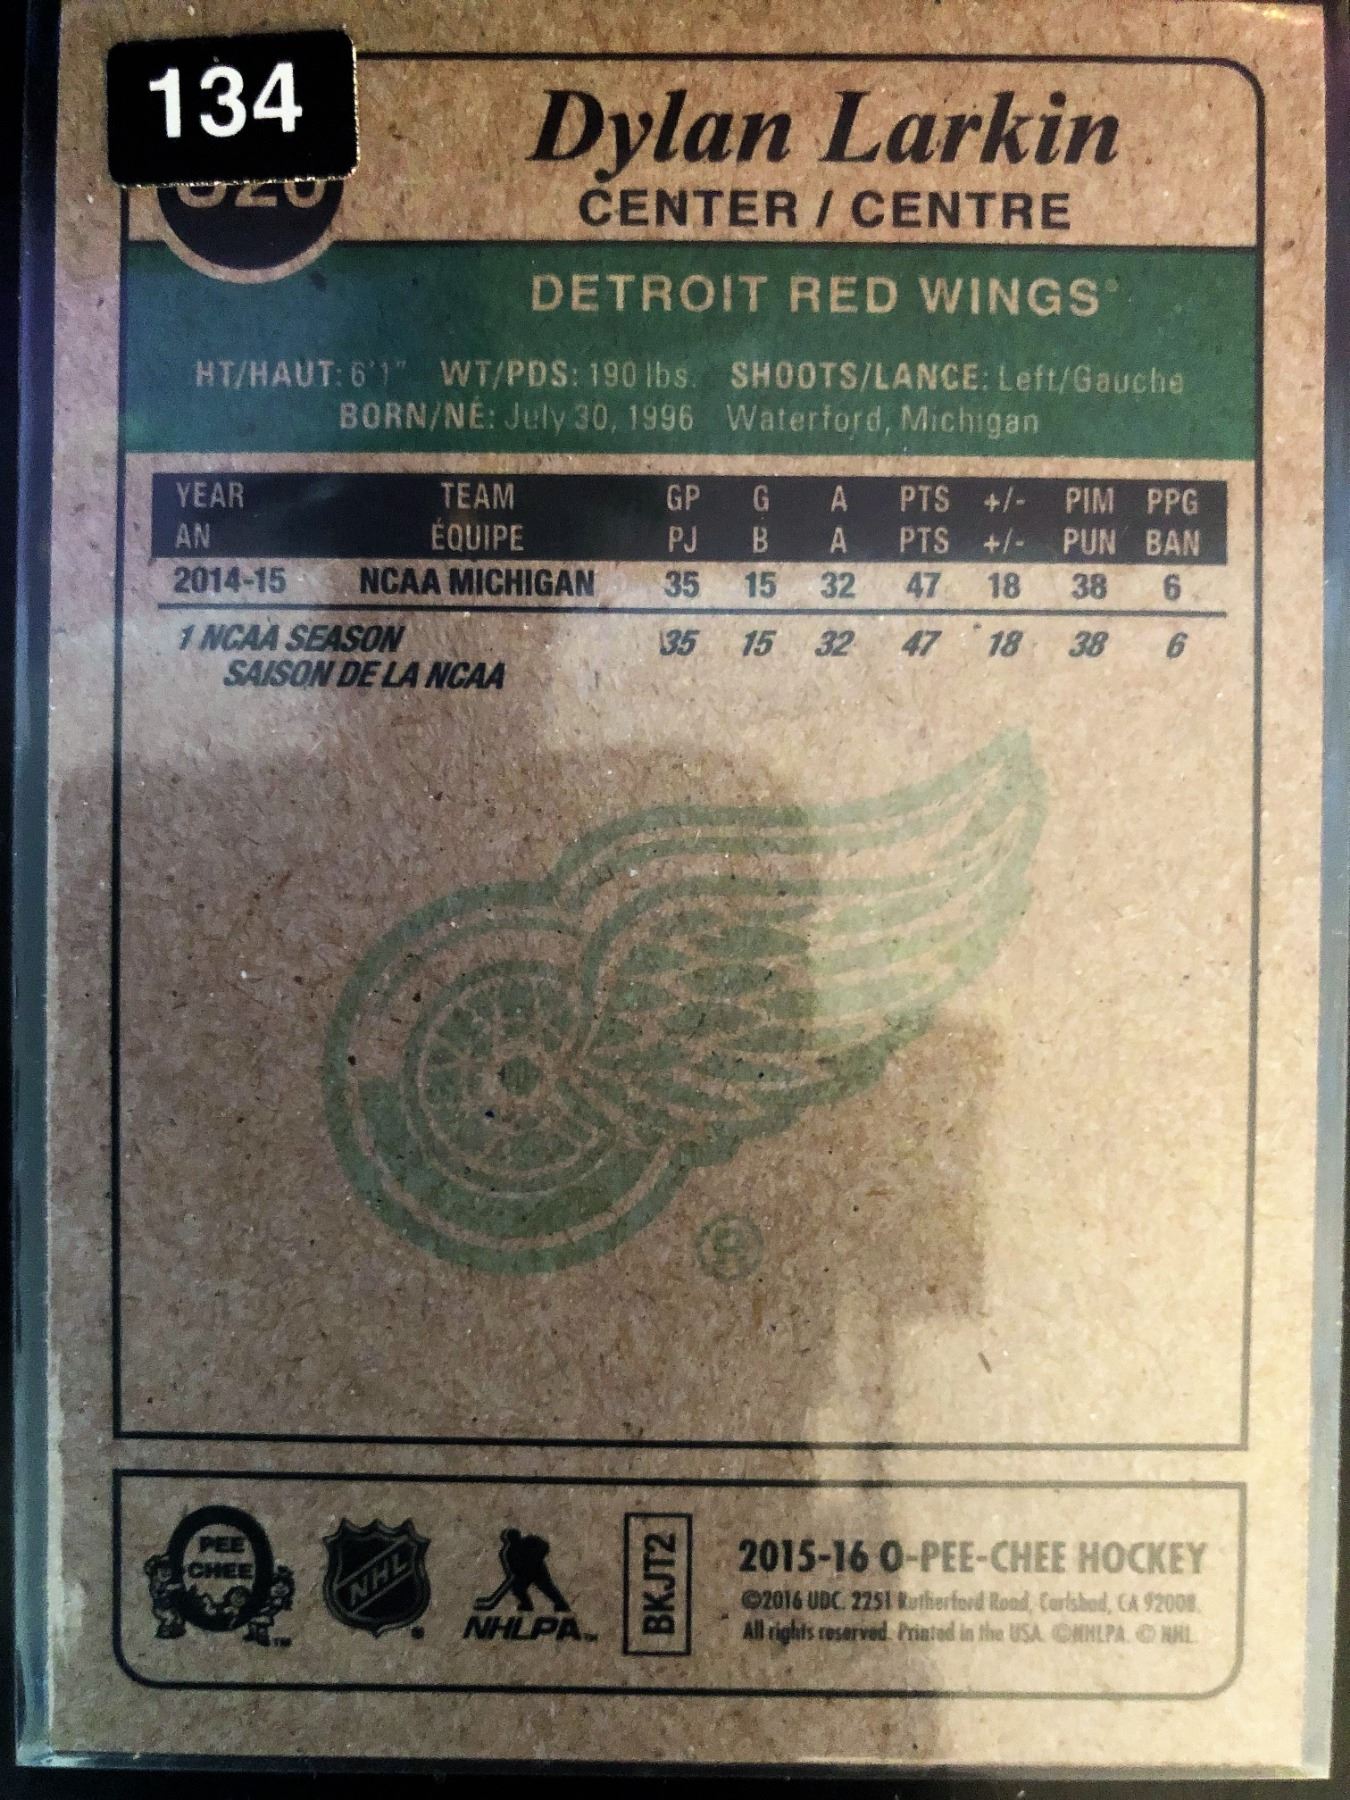 134
Dylan Larkin
CENTER / CENTRE
DETROIT RED WINGS®
HT/HAUT: 6'1" WT/PDS: 190 lbs. SHOOTS/LANCE: Left/Gauche
BORN/NÉ: July 30, 1996 Waterford, Michigan
YEAR TEAM GP G A PTS +/- PIM PPG
AN ÉQUIPE PJ B A PTS +/- PUN BAN
2014-15 NCAA MICHIGAN 35 15 32 47 18 38 6
1 NCAA SEASON 35 15 32 47 18 38 6
SAISON DE LA NCAA
®
PEE
CHEE
TM
NHL
NHLPA™
BKJT2
2015-16 O-PEE-CHEE HOCKEY
©2016 UDC. 2251 Rutherford Road, Carlsbad, CA 92008.
All rights reserved. Printed in the USA. ©NHLPA. © NHL.